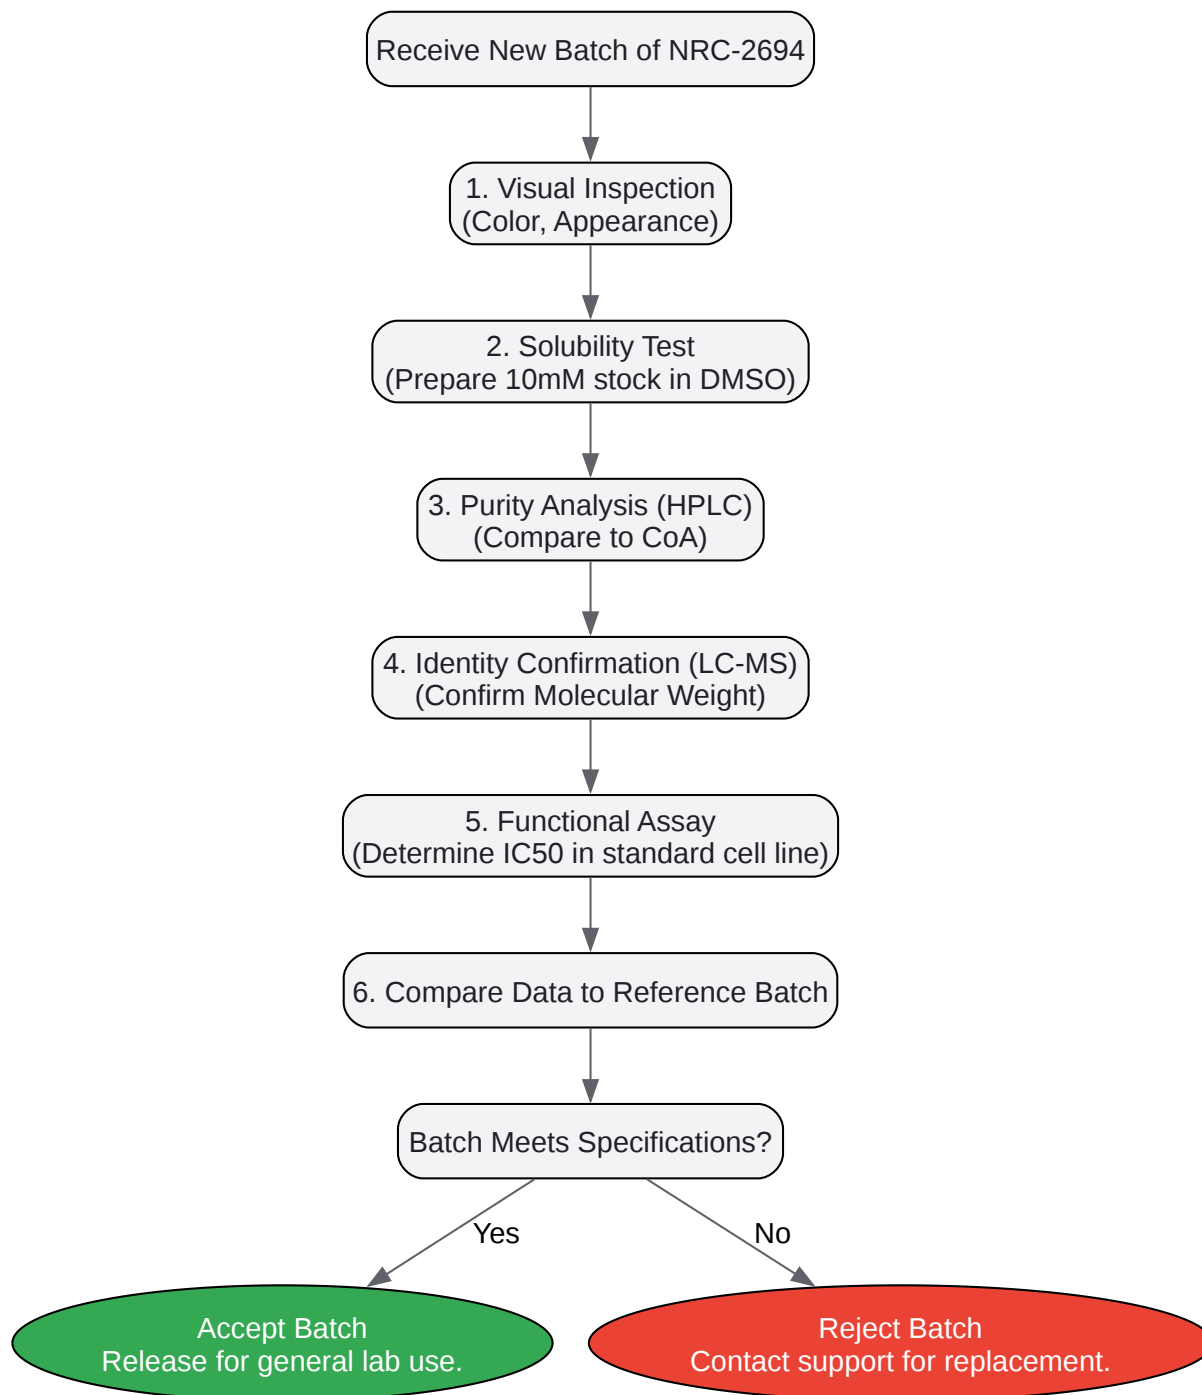 Receive New Batch of NRC-2694
1. Visual Inspection
(Color, Appearance)
2. Solubility Test
(Prepare 10mM stock in DMSO)
3. Purity Analysis (HPLC)
(Compare to CoA)
4. Identity Confirmation (LC-MS)
(Confirm Molecular Weight)
5. Functional Assay
(Determine IC50 in standard cell line)
6. Compare Data to Reference Batch
Batch Meets Specifications?
Yes
No
Accept Batch
Release for general lab use.
Reject Batch
Contact support for replacement.